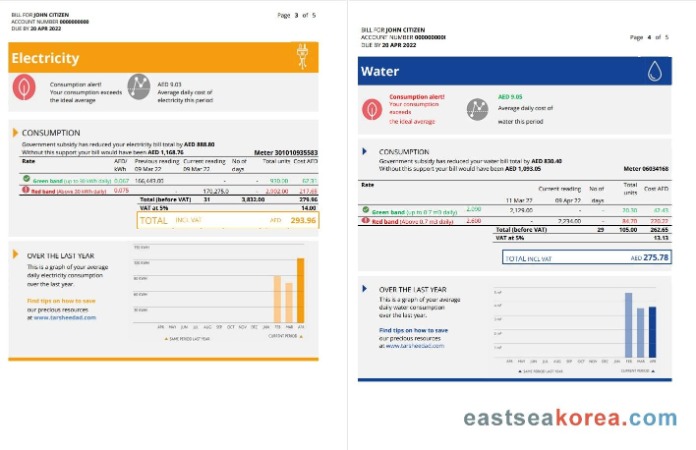 BILL FOR JOHN CITIZEN
ACCOUNT NUMBER 0000000000
DUE BY 20 APR 2022
Page 3 of 5
Electricity
Consumption alert!
Your consumption exceeds
the ideal average
AED 9.03
Average daily cost of
electricity this period
CONSUMPTION
Government subsidy has reduced your electricity bill total by AED 888.80
Without this support your bill would have been AED 1,168.76
Meter 301010935583
Rate AED/ kWh Previous reading 09 Mar 22 Current reading 09 Mar 22 No of days Total units Cost AED
Green band (up to 30 kWh daily) 0.067 166,443.00 - - 930.00
Red band (Above 30 kWh daily) 0.075 - 170,275.0 - 2,902.00 217.65
Total (before VAT) 31 3,832.00 279.96
VAT at 5% 14.00
TOTAL INCL VAT AED 293.96
OVER THE LAST YEAR
This is a graph of your average
daily electricity consumption
over the last year.
Find tips on how to save
our precious resources
at www.tarsheedad.com
APR MAY JUN JUL AUG SEP OCT NOV DEC JAN FEB MAR APR
SAME PERIOD LAST YEAR
CURRENT PERIOD
BILL FOR JOHN CITIZEN
ACCOUNT NUMBER 0000000000
DUE BY 20 APR 2022
Page 4 of 5
Water
Consumption alert!
Your consumption
exceeds
the ideal average
AED 9.05
Average daily cost of
water this period
CONSUMPTION
Government subsidy has reduced your water bill total by AED 830.40
Without this support your bill would have been AED 1,093.05
Meter 06034168
Rate Current reading No of Total units Cost AED
11 Mar 22 09 Apr 22 days
Green band (up to 0.7 m3 daily) 2.090 2,129.00 - - 20.30
Red band (Above 0.7 m3 daily) 2.600 - 2,234.00 - 84.70 220.22
Total (before VAT) 29 105.00 262.65
VAT at 5% 13.13
TOTAL INCL VAT AED 275.78
OVER THE LAST YEAR
This is a graph of your average
daily water consumption
over the last year.
Find tips on how to save
our precious resources
at www.tarsheedad.com
APR MAY JUN JUL AUG SEP OCT NOV DEC JAN FEB MAR APR
SAME PERIOD LAST YEAR
CURRENT PERIOD
eastseakorea.com